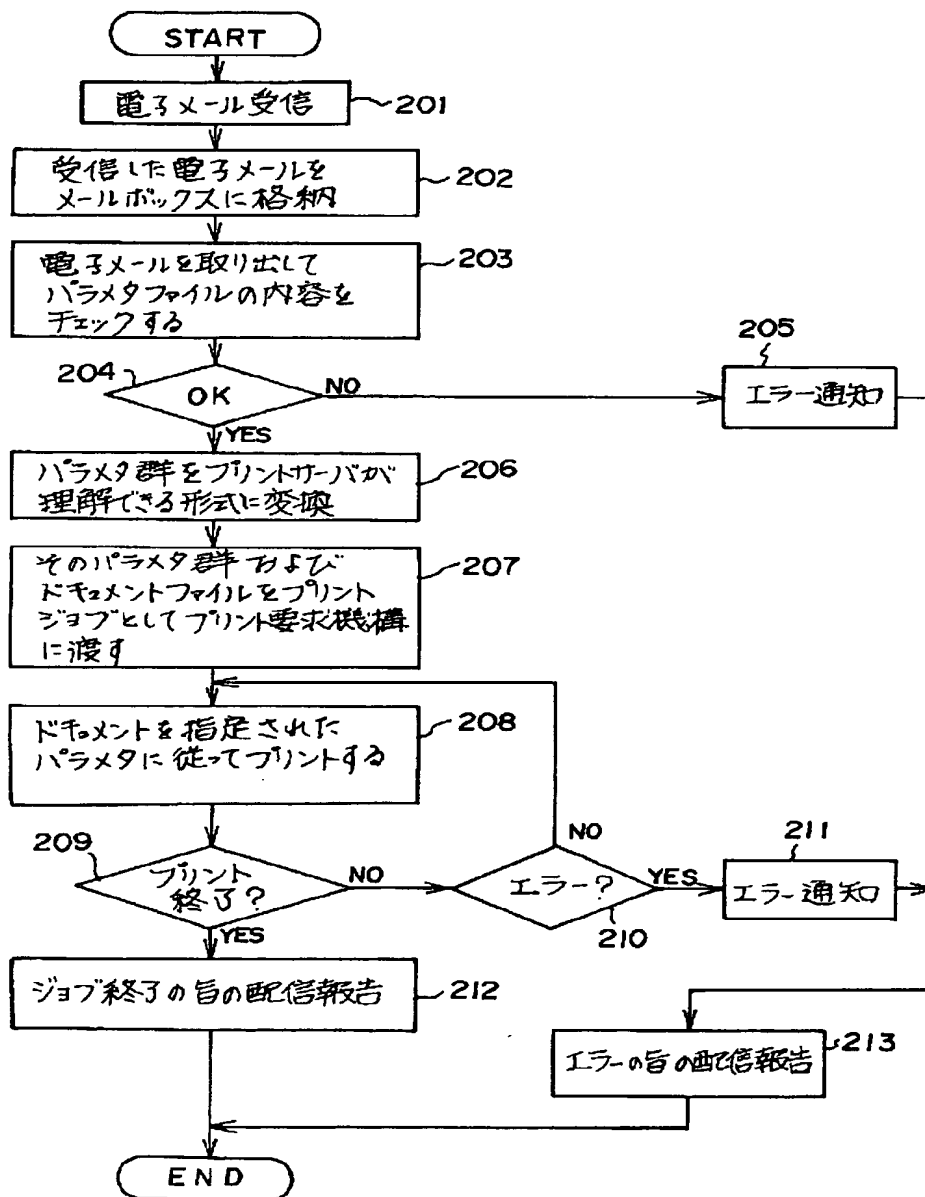 START
電子メール受信
201
受信した電子メールを
メールボックスに格納
202
電子メールを取り出して
パラメタファイルの内容を
チェックする
203
204
OK
NO
YES
205
エラー通知
パラメタ群をプリントサーバが
理解できる形式に変換
206
そのパラメタ群および
ドキュメントファイルをプリント
ジョブとしてプリント要求機構
に渡す
207
ドキュメントを指定された
パラメタに従ってプリントする
208
209
プリント
終了?
NO
YES
エラー?
NO
YES
210
211
エラー通知
ジョブ終了の旨の配信報告
212
エラーの旨の配信報告
213
END